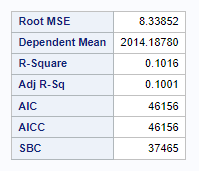 Root MSE 8.33852
Dependent Mean 2014.18780
R-Square 0.1016
Adj R-Sq 0.1001
AIC 46156
AICC 46156
SBC 37465